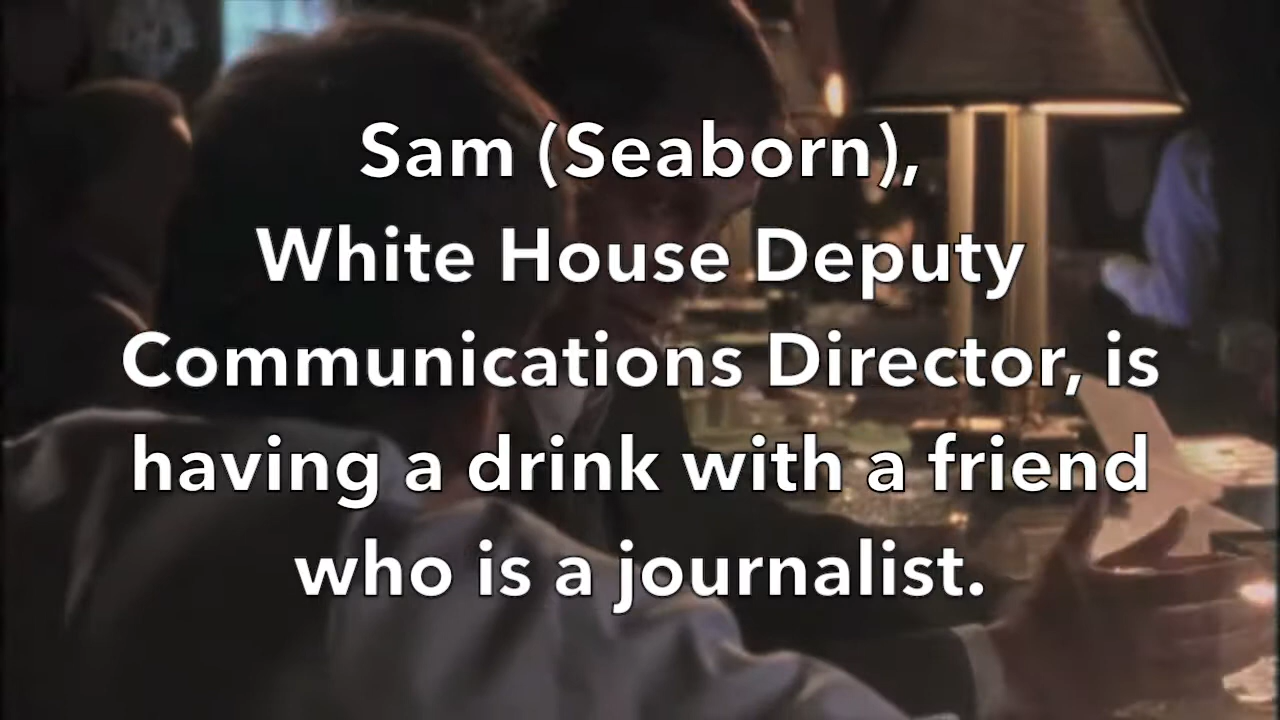 Sam (Seaborn),
White House Deputy
Communications Director, is
having a drink with a friend
who is a journalist.